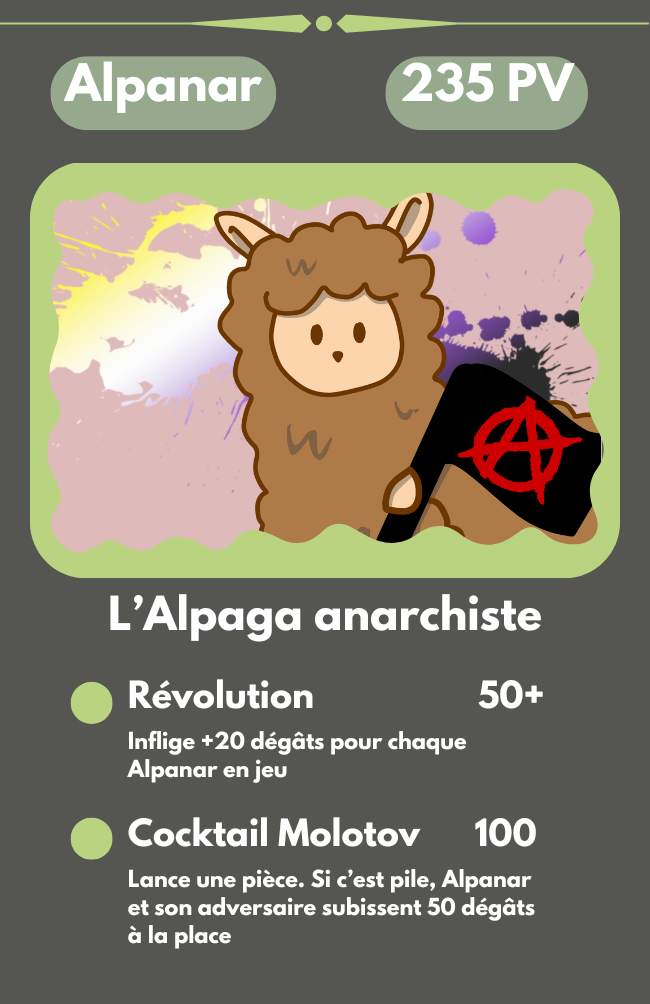 Alpanar
235 PV
L’Alpaga anarchiste
Révolution 50+
Inflige +20 dégâts pour chaque
Alpanar en jeu
Cocktail Molotov 100
Lance une pièce. Si c’est pile, Alpanar
et son adversaire subissent 50 dégâts
à la place